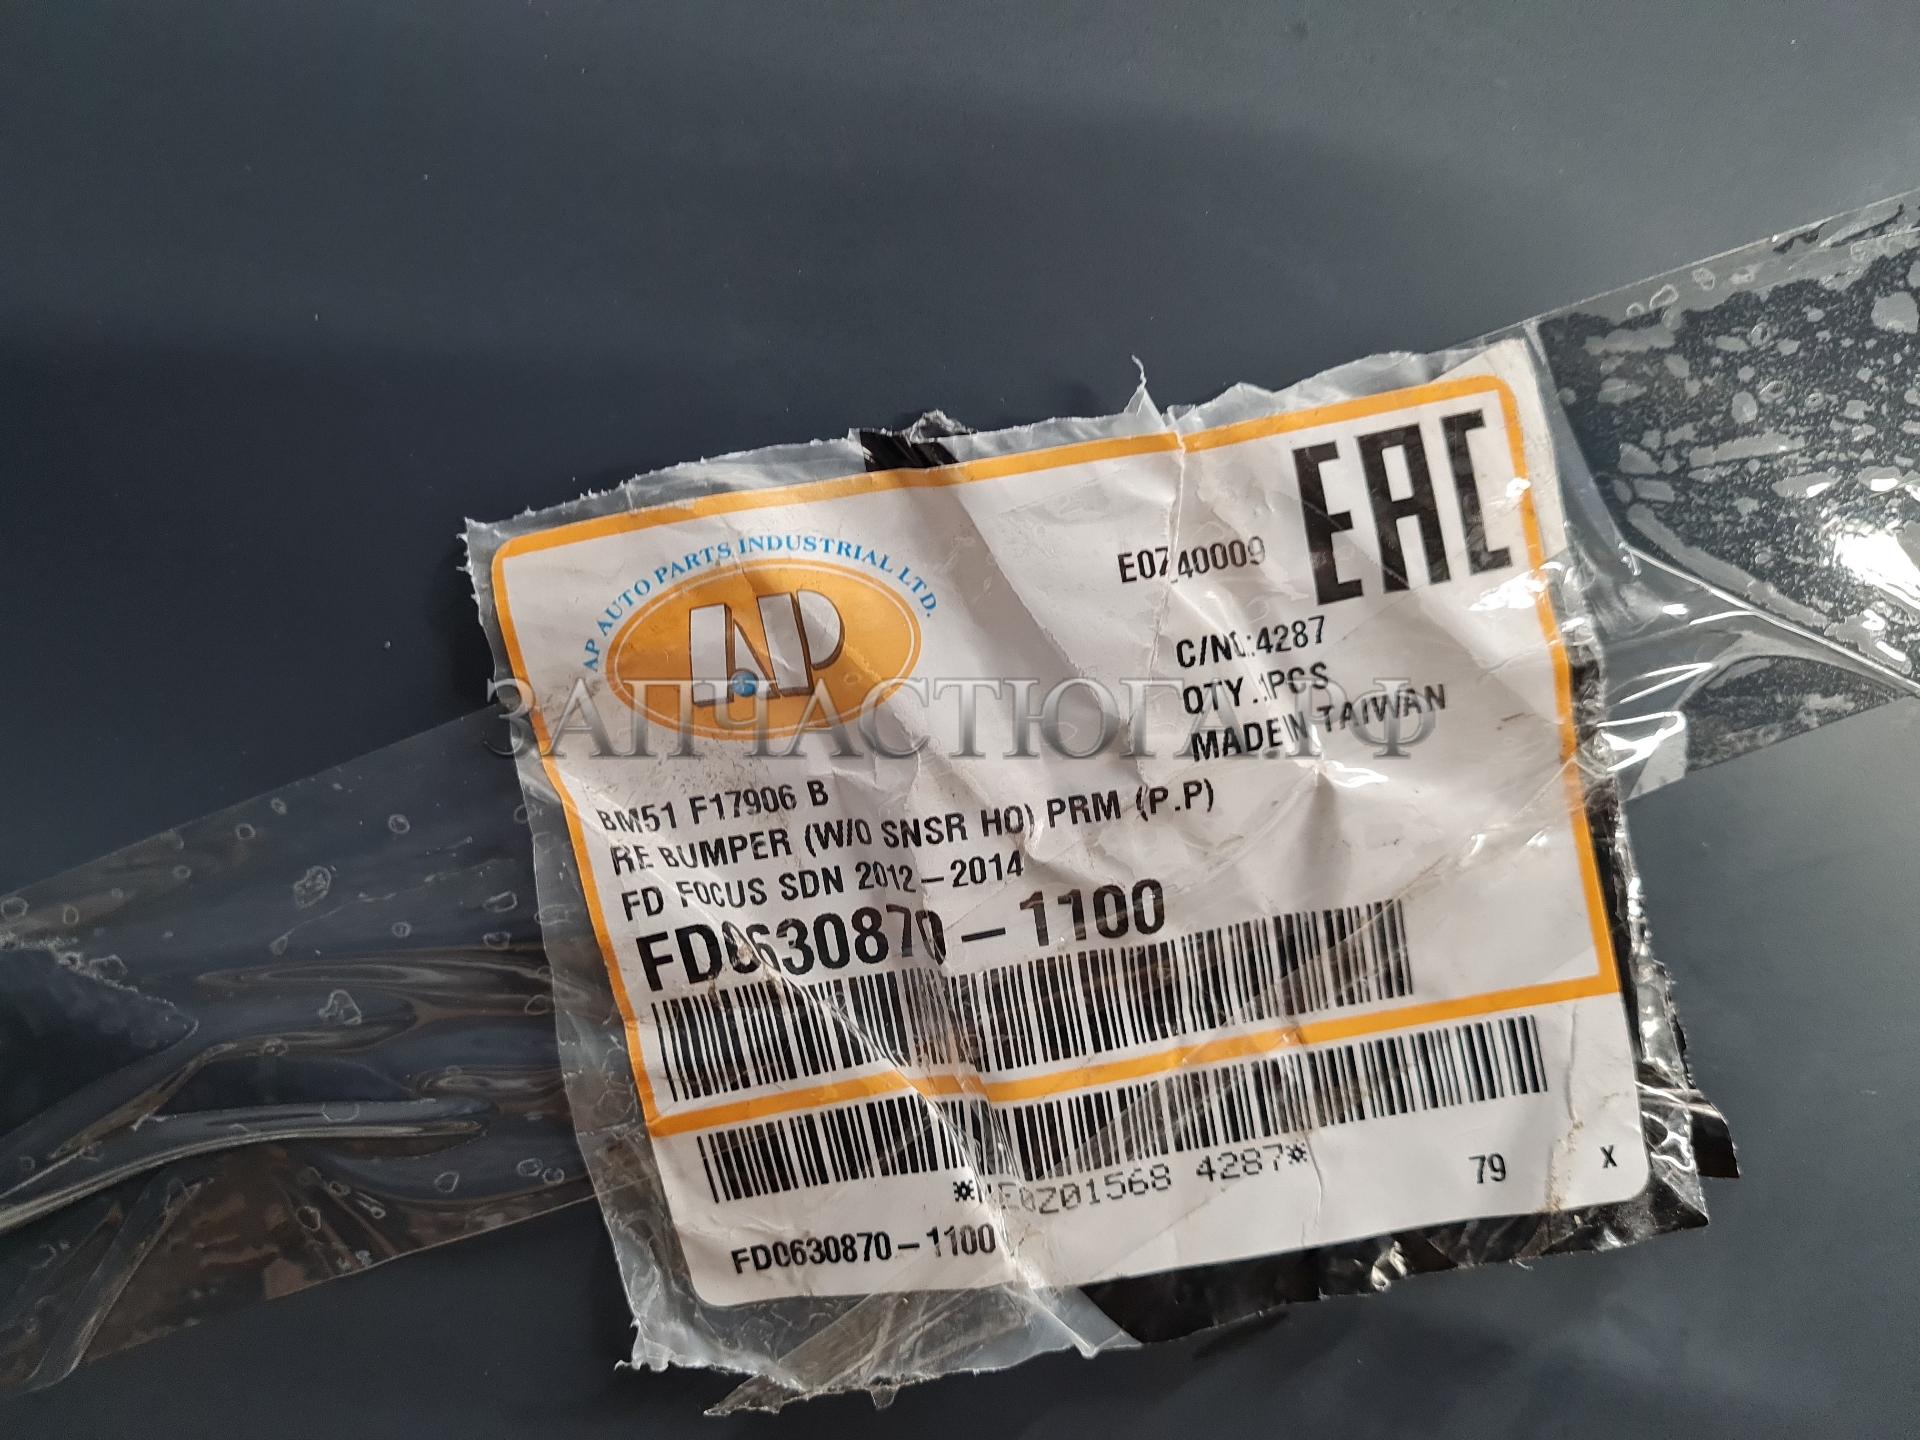 AP AUTO PARTS INDUSTRIAL LTD.
AP
EAC
E0Z40009
C/NO:4287
QTY.:1PCS
MADE IN TAIWAN
ЗАПЧАСТЮГА.РФ
BM51 F17906 B
RE BUMPER (W/O SNSR HO) PRM (P.P)
FD FOCUS SDN 2012-2014
FD0630870-1100
*E0Z01568 4287*
79
X
FD0630870-1100